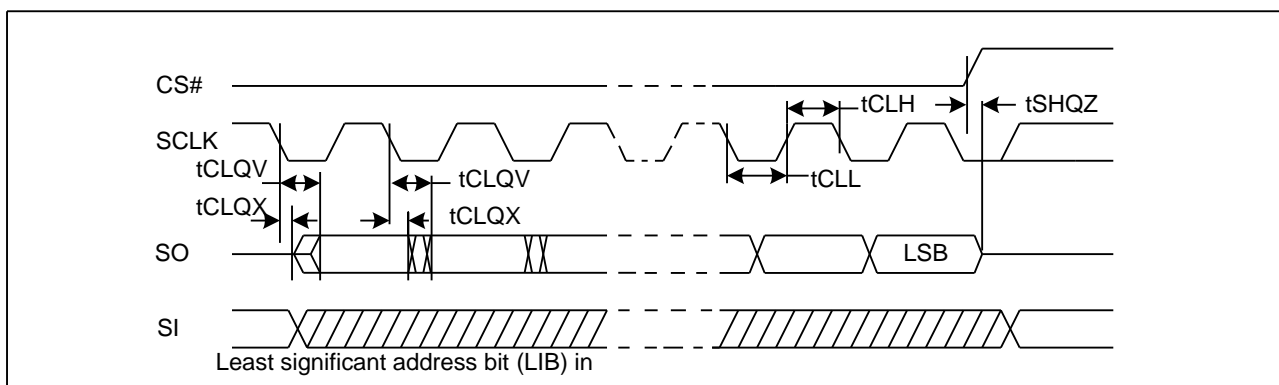 CS#
tCLH
tSHQZ
SCLK
tCLQV
tCLQV
tCLL
tCLQX
tCLQX
SO
LSB
SI
Least significant address bit (LIB) in